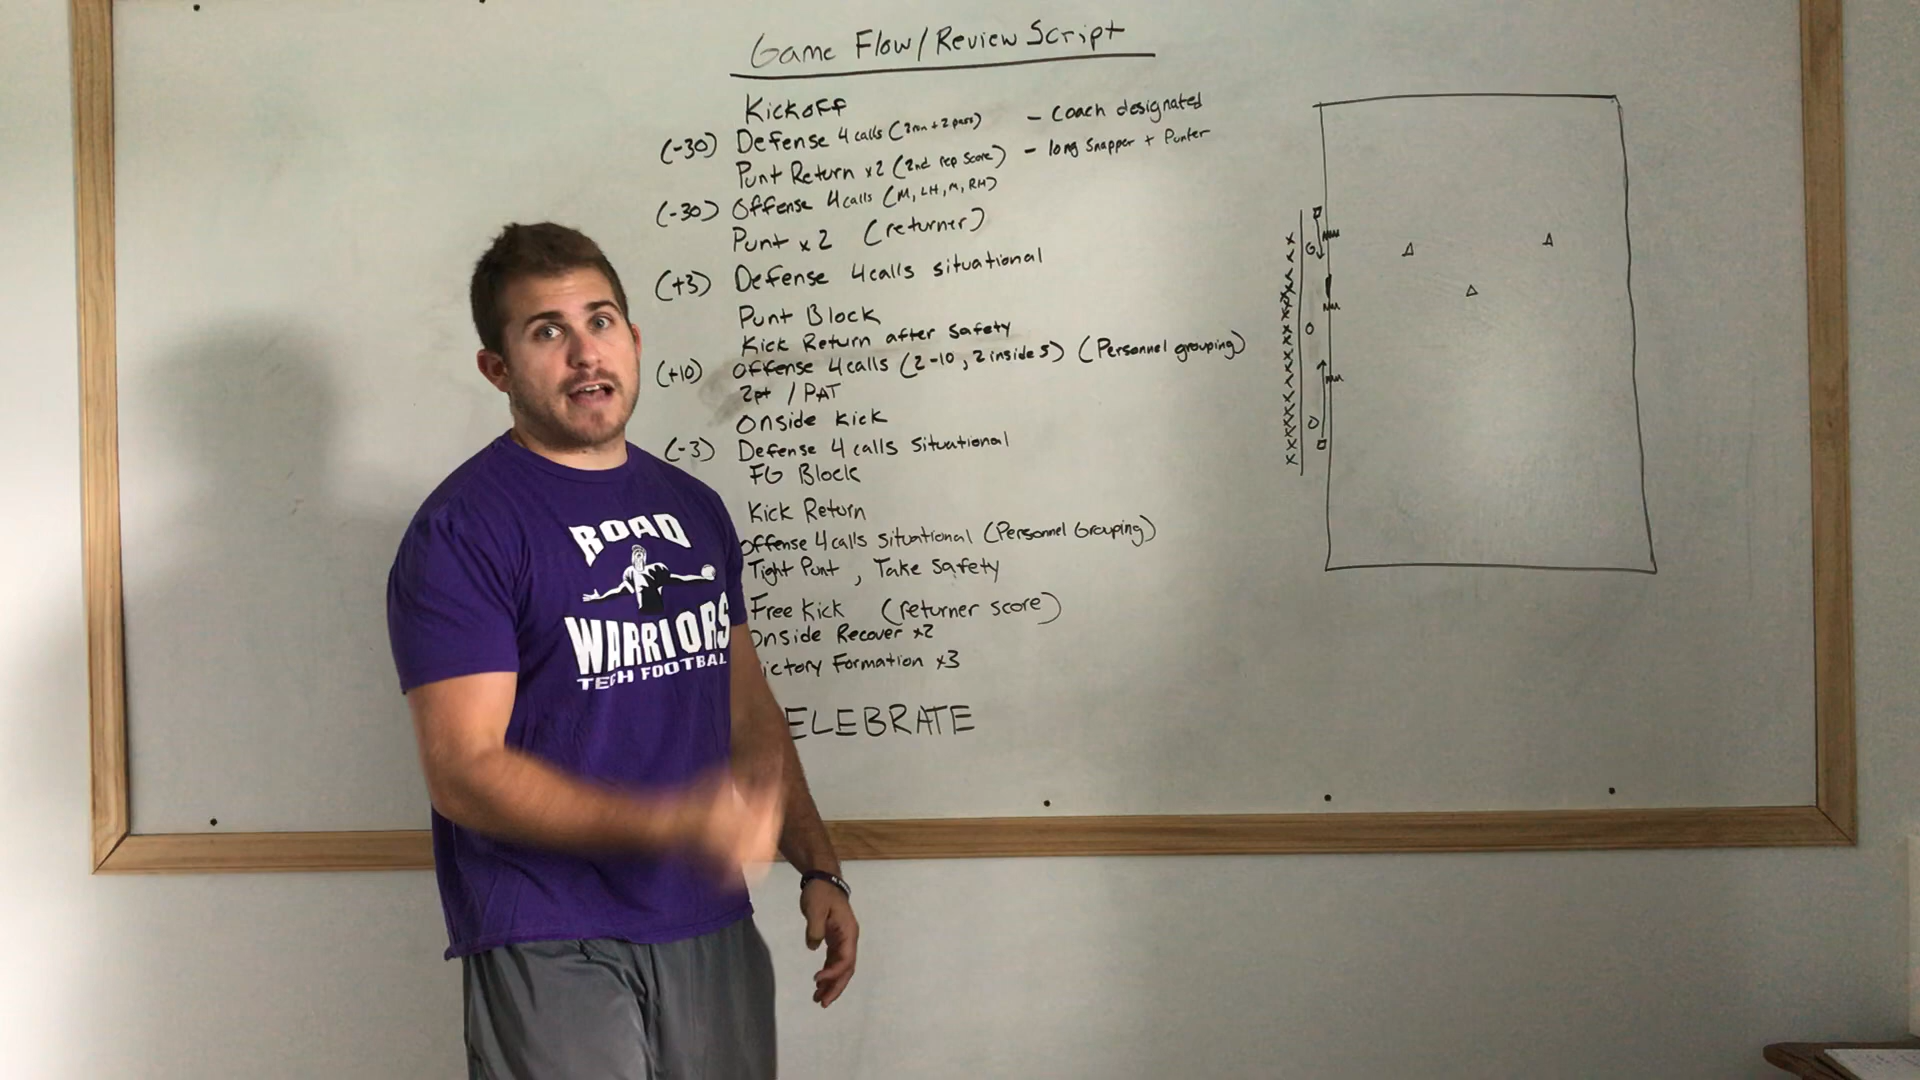 Game Flow/Review Script
Kickoff
(-30) Defense 4 calls (2run + 2 pass) - Coach designated
Punt Return x2 (2nd rep score) - long snapper + Punter
(-30) Offense 4 calls (M, LH, M, RH)
Punt x 2 (returner)
(+3) Defense 4 calls situational
Punt Block
Kick Return after safety
(+10) Offense 4 calls (2-10, 2 inside 5) (Personnel grouping)
2pt / PAT
Onside Kick
(-3) Defense 4 calls situational
FG Block
Kick Return
Offense 4 calls situational (Personnel Grouping)
Tight Punt, Take Safety
Free Kick (returner score)
Onside Recover x2
ictory Formation x3
ELEBRATE
ROAD
WARRIORS
TECH FOOTBAL